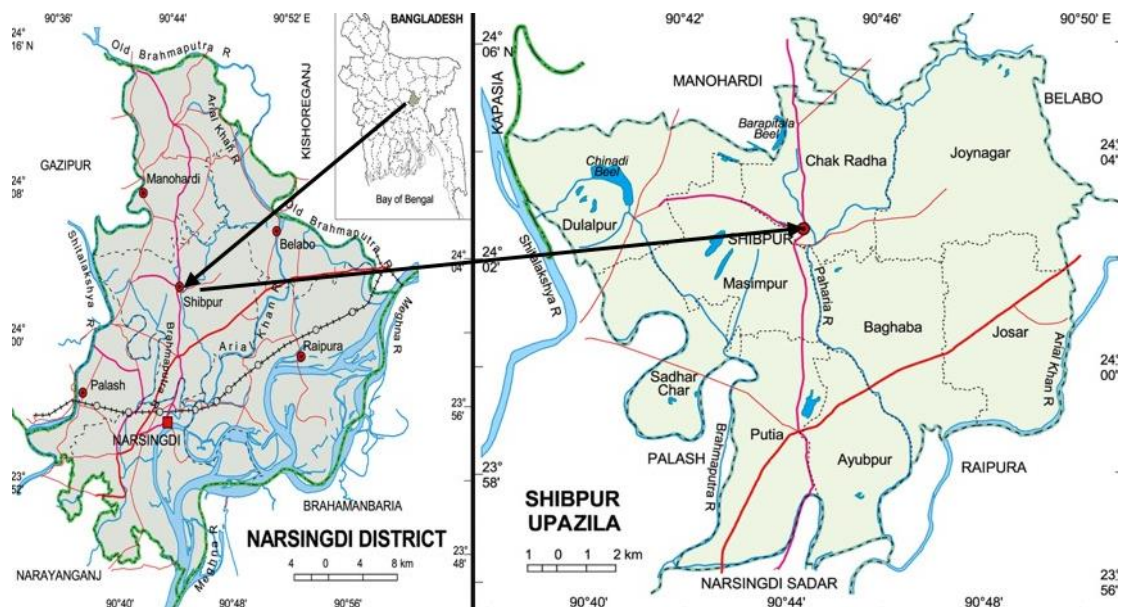 90°36'
90°44'
90°52' E
24°
16' N
Old Brahmaputra R
Arial Khan R
KISHOREGANJ
BANGLADESH
Bay of Bengal
GAZIPUR
Manohardi
24°
08'
Old Brahmaputra R
Belabo
24°
04'
Shitalakshya R
Shibpur
24°
00'
Brahmaputra R
Arial Khan R
Meghna R
Raipura
Palash
23°
56'
NARSINGDI
23°
52'
BRAHAMANBARIA
NARSINGDI DISTRICT
4 0 4 8 km
23°
48'
Meghna R
NARAYANGANJ
90°40'
90°48'
90°56'
90°42'
90°46'
90°50' E
24°
06' N
KAPASIA
MANOHARDI
BELABO
Barapitala
Beel
24°
04'
Chak Radha
Joynagar
Chinadi
Beel
Dulalpur
SHIBPUR
24°
02'
Shitalakshya R
Masimpur
Paharia R
Baghaba
Josar
Arial Khan R
24°
00'
Sadhar
Char
Putia
PALASH
Brahmaputra R
Ayubpur
RAIPURA
23°
58'
SHIBPUR
UPAZILA
1 0 1 2 km
NARSINGDI SADAR
23°
56'
90°40'
90°44'
90°48'